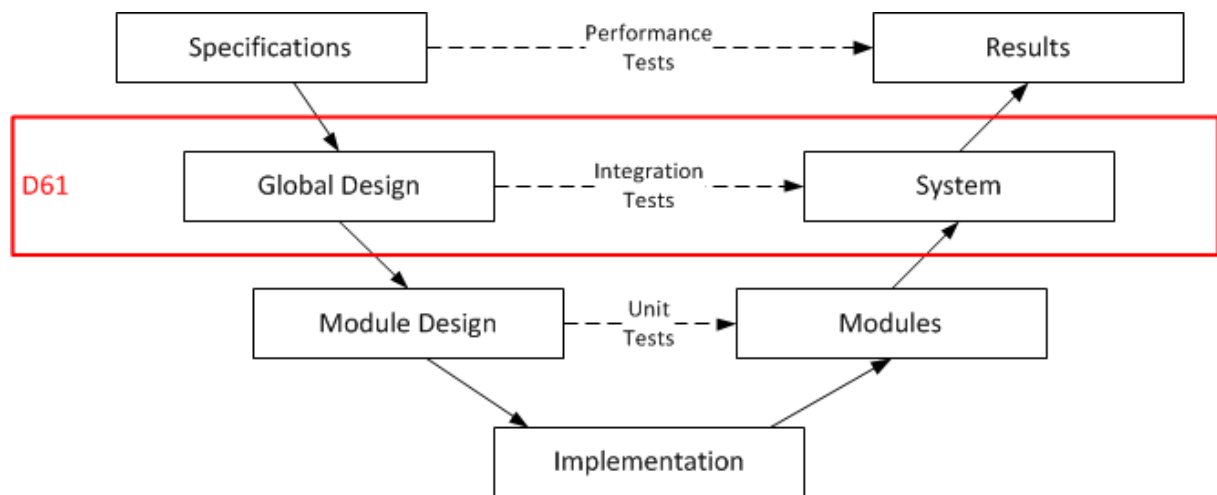 Specifications
Performance
Tests
Results
D61
Global Design
Integration
Tests
System
Module Design
Unit
Tests
Modules
Implementation